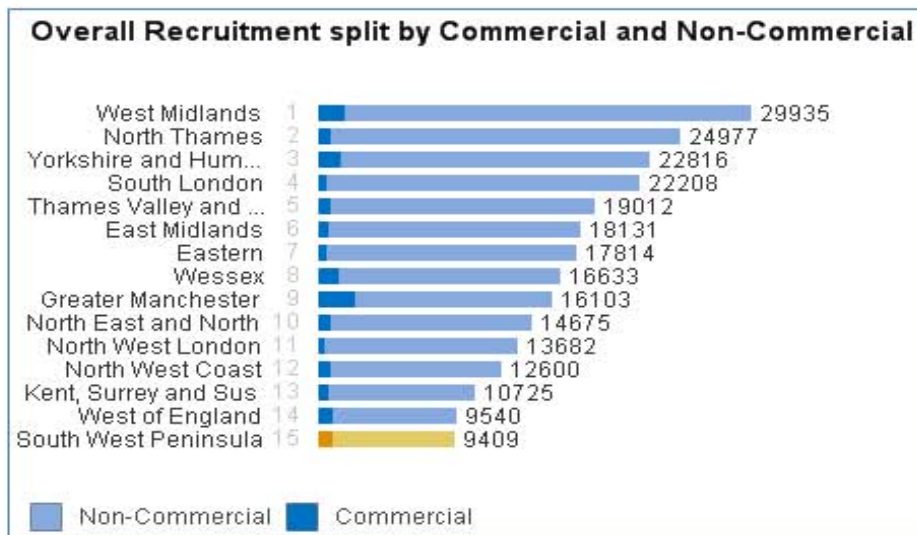 Overall Recruitment split by Commercial and Non-Commercial
West Midlands 1 29935
North Thames 2 24977
Yorkshire and Hum... 3 22816
South London 4 22208
Thames Valley and ... 5 19012
East Midlands 6 18131
Eastern 7 17814
Wessex 8 16633
Greater Manchester 9 16103
North East and North 10 14675
North West London 11 13682
North West Coast 12 12600
Kent, Surrey and Sus 13 10725
West of England 14 9540
South West Peninsula 15 9409
Non-Commercial Commercial